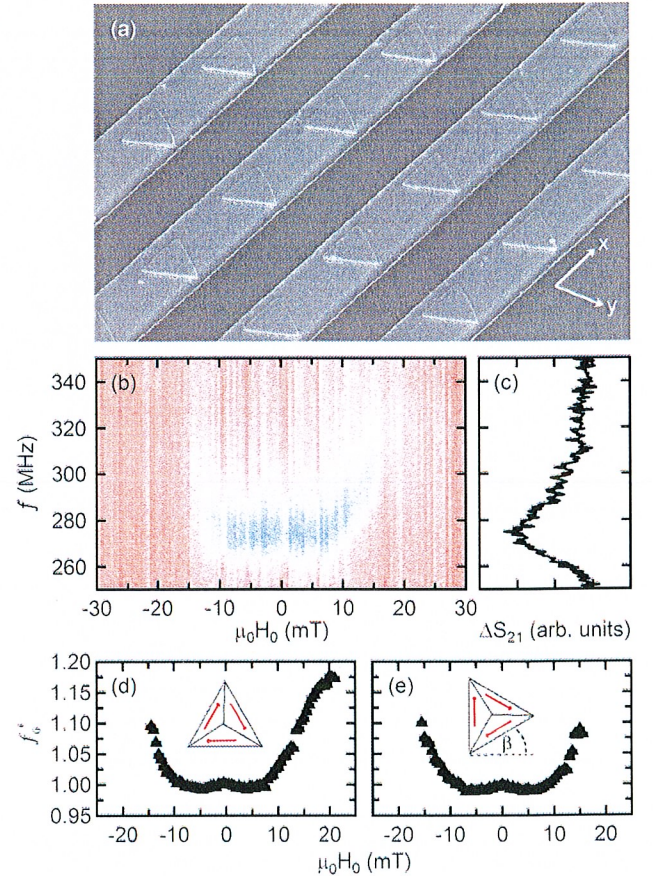 (a)
x
y
(b)
(c)
340
320
300
280
260
f (MHz)
-30 -20 -10 0 10 20 30
μ₀H₀ (mT)
ΔS₂₁ (arb. units)
(d)
(e)
1.20
1.15
1.10
1.05
1.00
0.95
β
-20 -10 0 10 20
-20 -10 0 10 20
μ₀H₀ (mT)